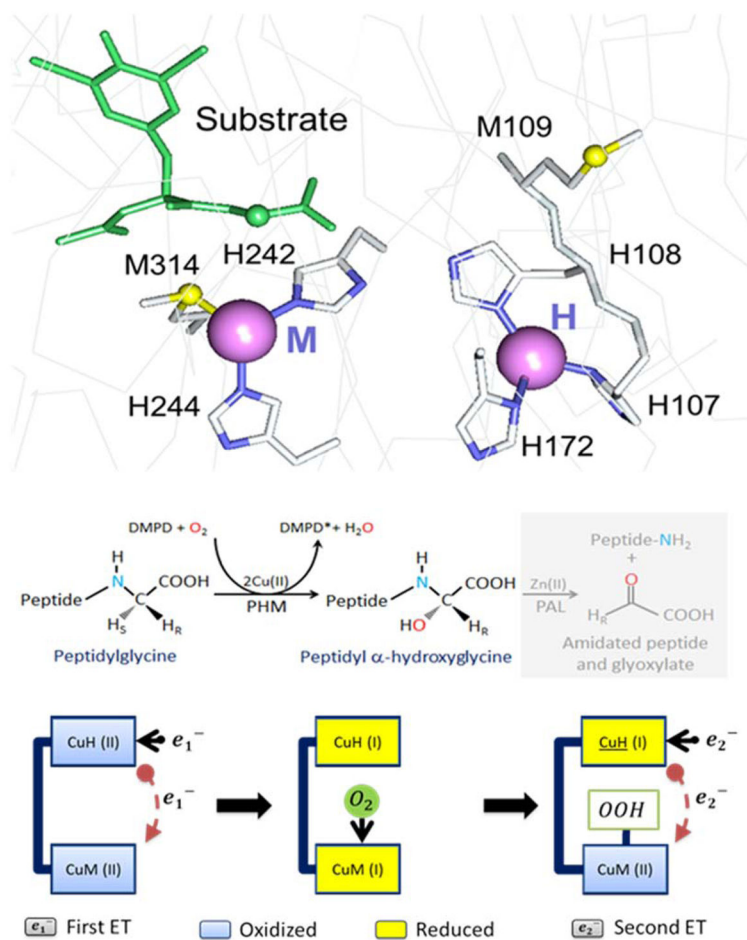 Substrate
M109
M314
H242
H108
M
H
H244
H107
H172
DMPD + O2
DMPD*+ H2O
H
N
COOH
Peptide
C
HS
HR
2Cu(II)
PHM
H
N
COOH
Peptide
C
HO
HR
Zn(II)
PAL
Peptide-NH2
+
O
HR
COOH
Peptidylglycine
Peptidyl α-hydroxyglycine
Amidated peptide
and glyoxylate
CuH (II)
e1−
e1−
CuM (II)
CuH (I)
O2
CuM (I)
CuH (I)
e2−
e2−
OOH
CuM (II)
e1− First ET
Oxidized
Reduced
e2− Second ET